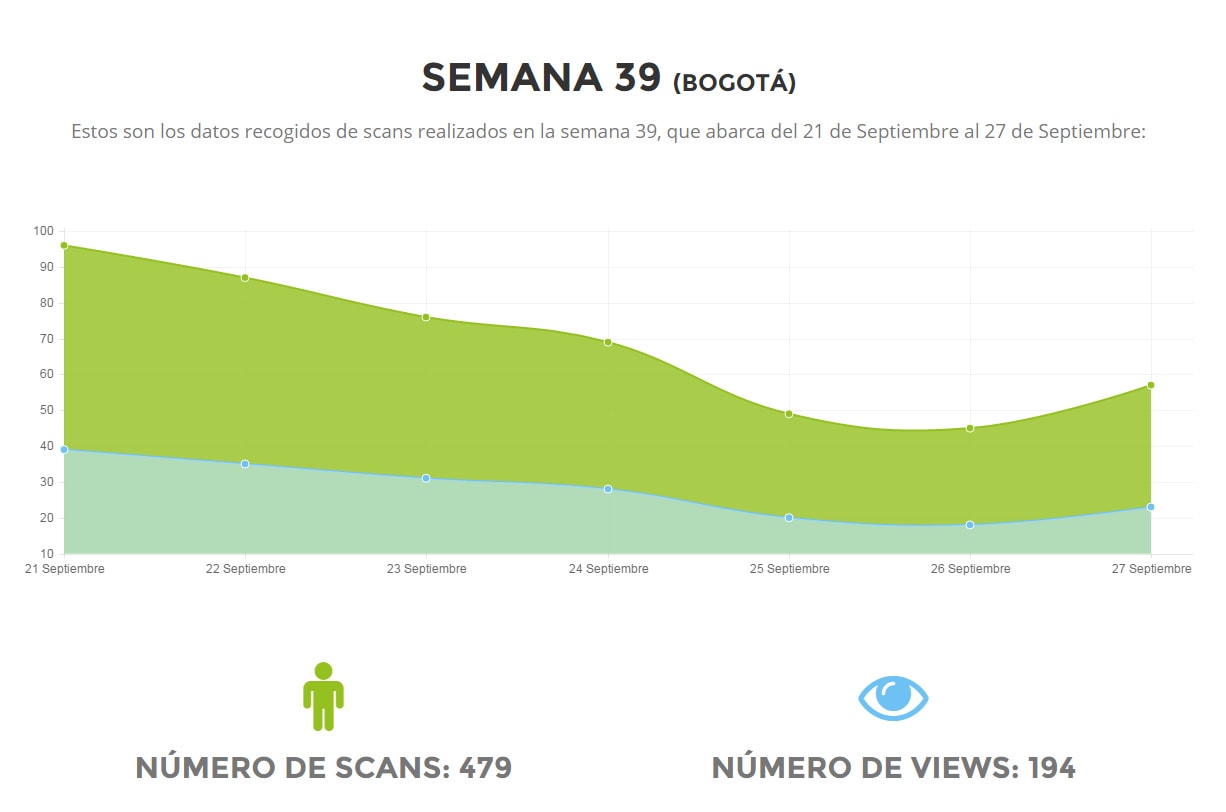 SEMANA 39 (BOGOTÁ)
Estos son los datos recogidos de scans realizados en la semana 39, que abarca del 21 de Septiembre al 27 de Septiembre:
100
90
80
70
60
50
40
30
20
10
21 Septiembre 22 Septiembre 23 Septiembre 24 Septiembre 25 Septiembre 26 Septiembre 27 Septiembre
NÚMERO DE SCANS: 479 NÚMERO DE VIEWS: 194